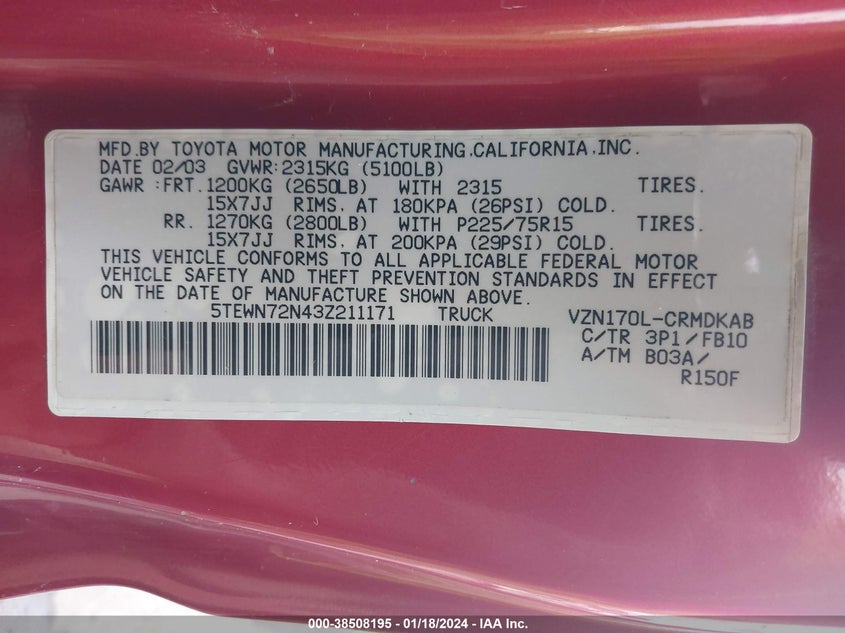 MFD.BY TOYOTA MOTOR MANUFACTURING.CALIFORNIA.INC.
DATE 02/03 GVWR:2315KG (5100LB)
GAWR :FRT.1200KG (2650LB) WITH 2315 TIRES.
15X7JJ RIMS. AT 180KPA (26PSI) COLD.
RR. 1270KG (2800LB) WITH P225/75R15 TIRES.
15X7JJ RIMS. AT 200KPA (29PSI) COLD.
THIS VEHICLE CONFORMS TO ALL APPLICABLE FEDERAL MOTOR
VEHICLE SAFETY AND THEFT PREVENTION STANDARDS IN EFFECT
ON THE DATE OF MANUFACTURE SHOWN ABOVE.
5TEWN72N43Z211171 TRUCK VZN170L-CRMDKAB
C/TR 3P1/FB10
A/TM B03A/
R150F
000-38508195 - 01/18/2024 - IAA Inc.